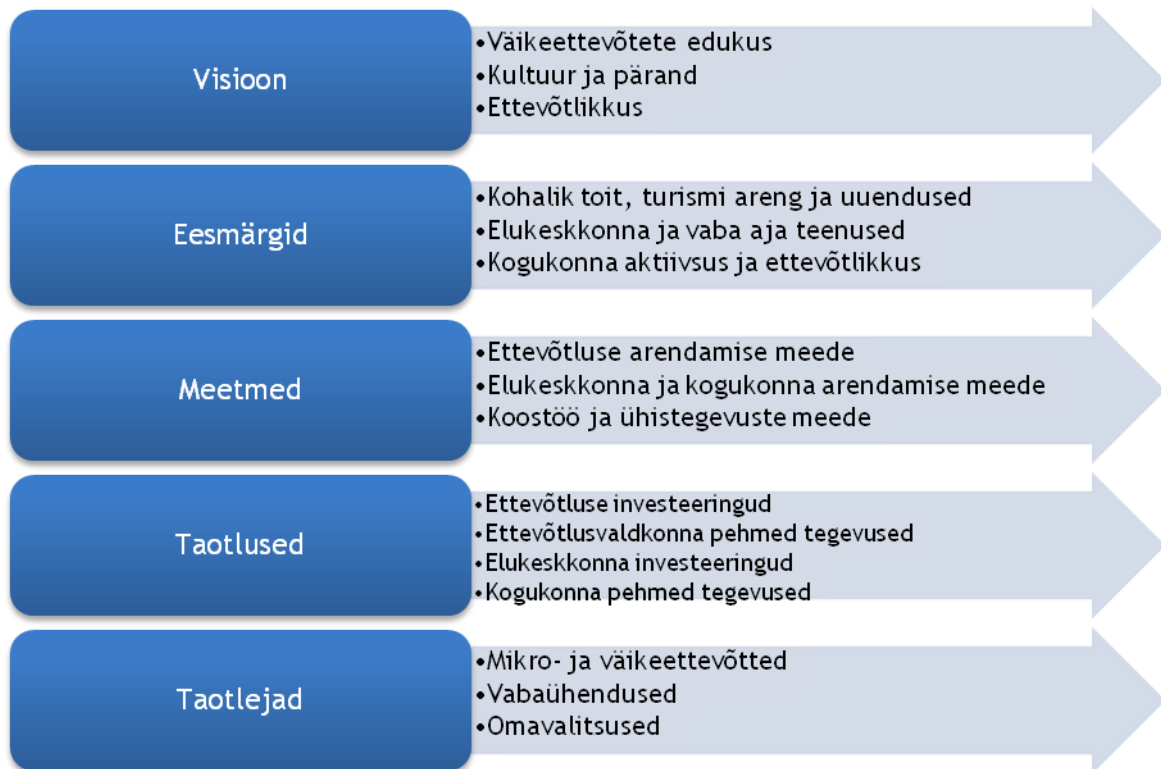 Visioon
•Väikeettevõtete edukus
•Kultuur ja pärand
•Ettevõtlikkus
Eesmärgid
•Kohalik toit, turismi areng ja uuendused
•Elukeskkonna ja vaba aja teenused
•Kogukonna aktiivsus ja ettevõtlikkus
Meetmed
•Ettevõtluse arendamise meede
•Elukeskkonna ja kogukonna arendamise meede
•Koostöö ja ühistegevuste meede
Taotlused
•Ettevõtluse investeeringud
•Ettevõtlusvaldkonna pehmed tegevused
•Elukeskkonna investeeringud
•Kogukonna pehmed tegevused
Taotlejad
•Mikro- ja väikeettevõtted
•Vabaühendused
•Omavalitsused